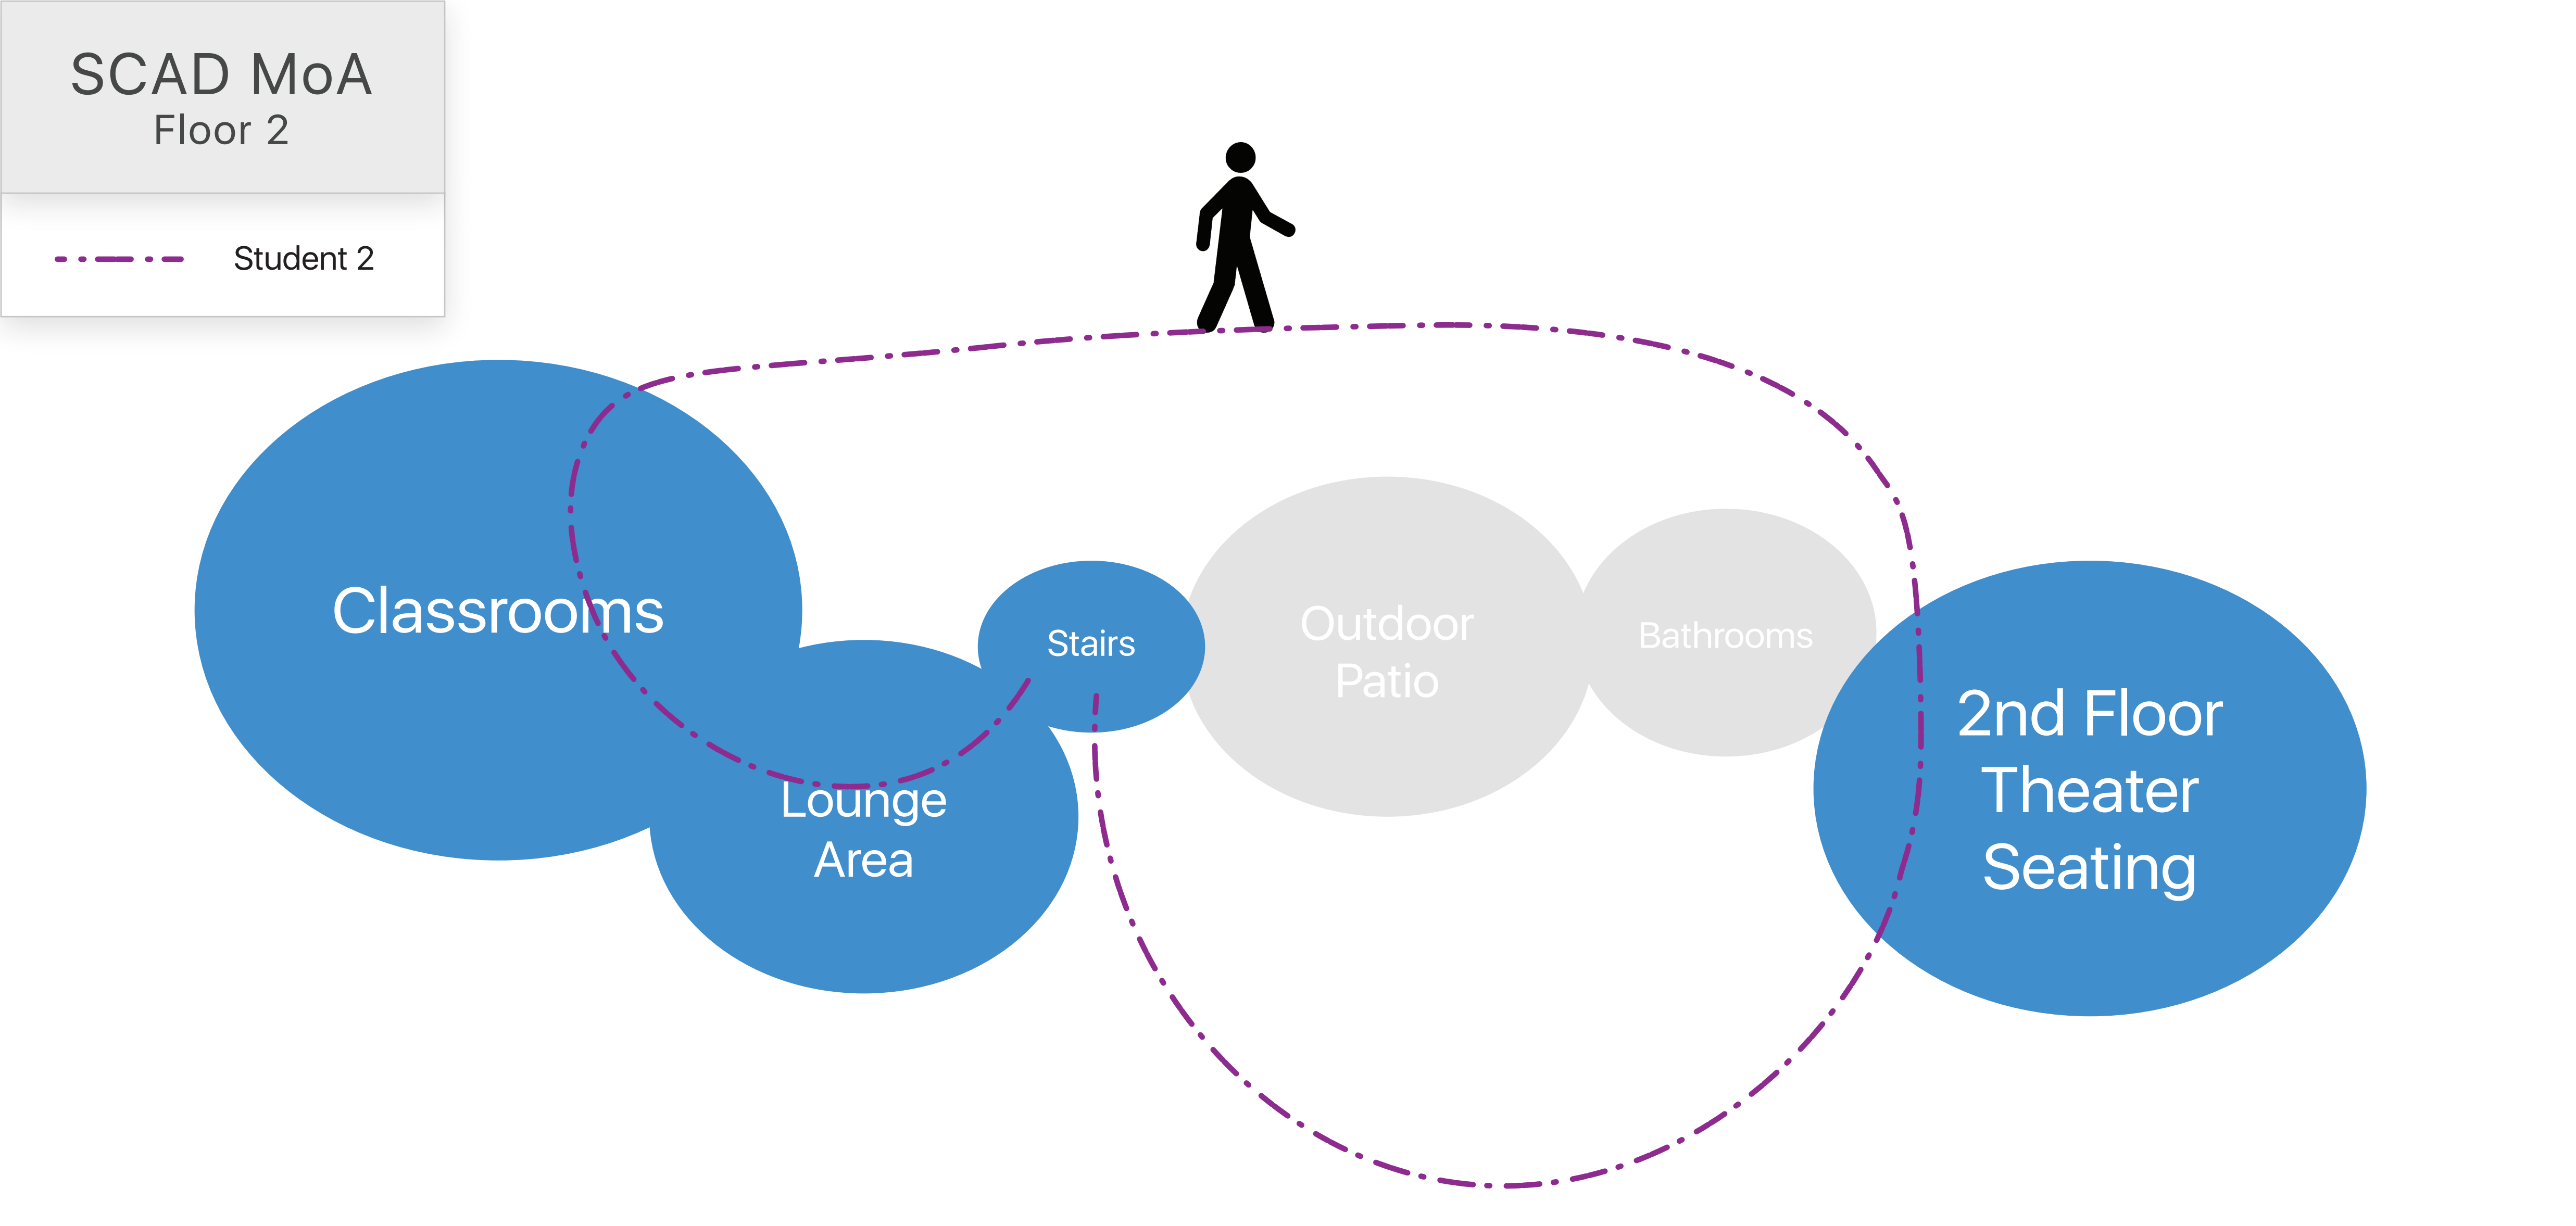 SCAD MoA
Floor 2
Student 2
Classrooms
Lounge
Area
Stairs
Outdoor
Patio
Bathrooms
2nd Floor
Theater
Seating